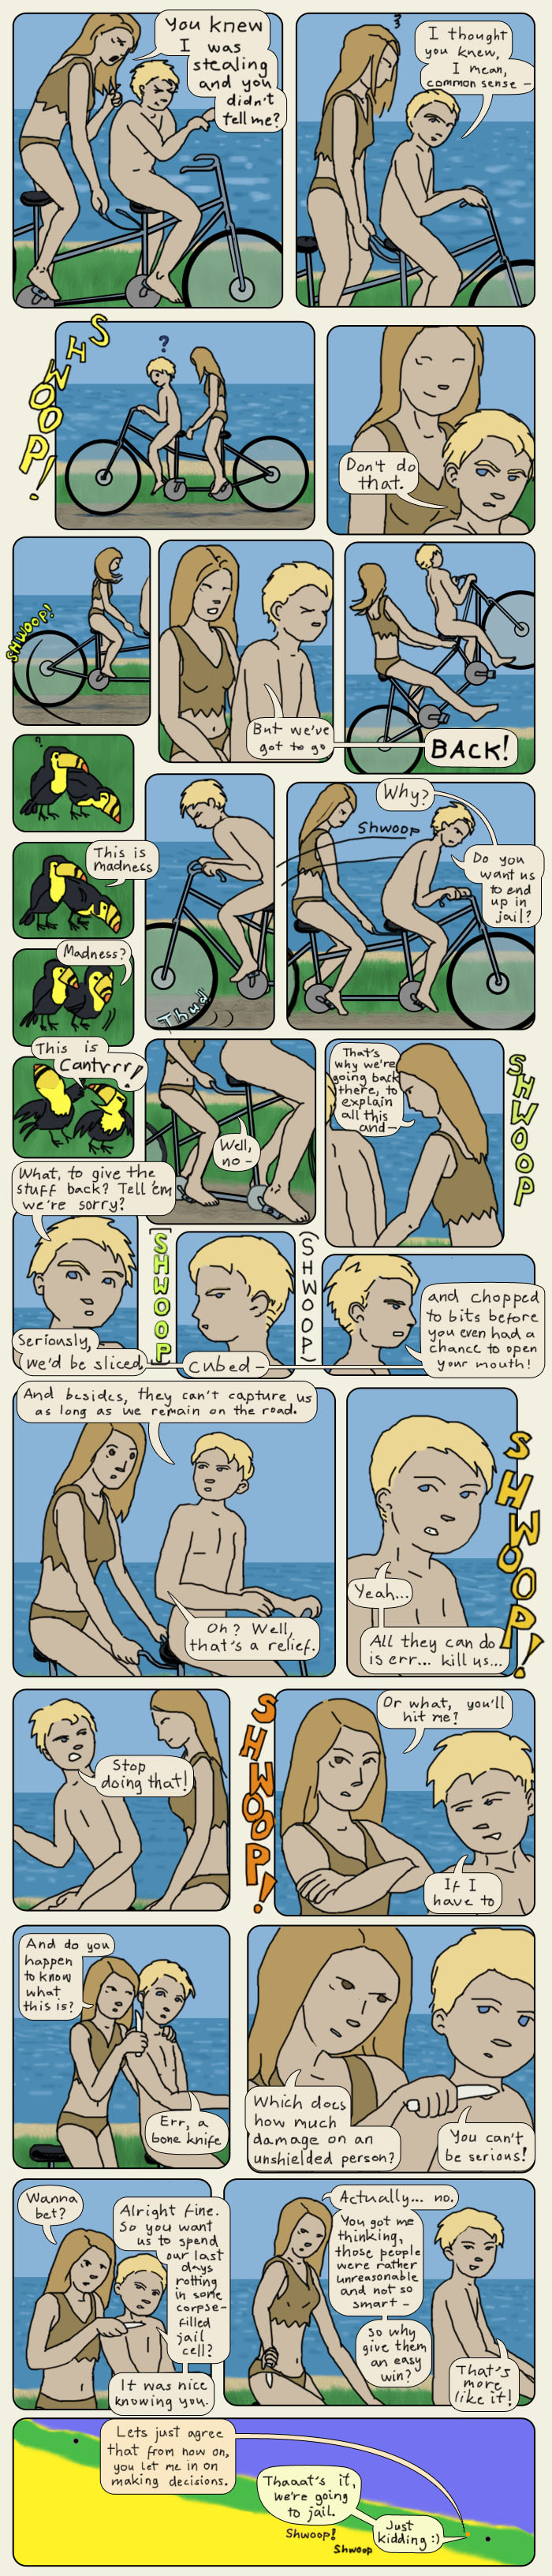 You knew
I was
stealing
and you
didn't
tell me?
?
I thought
you knew,
I mean,
common sense -
SHWOOP!
?
Don't do
that.
SHWOOP!
But we've
got to go
BACK!
?
This is
madness
Madness?
This is
Cantrrr!
Thud
Why?
Shwoop
Do you
want us
to end
up in
jail?
Well,
no -
That's
why we're
going back
there, to
explain
all this
and -
SHWOOP
What, to give the
stuff back? Tell 'em
we're sorry?
Seriously,
we'd be sliced,
[SHWOOP]
cubed -
(SHWOOP)
and chopped
to bits before
you even had a
chance to open
your mouth!
And besides, they can't capture us
as long as we remain on the road.
Oh? Well,
that's a relief.
Yeah...
All they can do
is err... kill us...
SHWOOP!
Stop
doing that!
SHWOOP!
Or what, you'll
hit me?
If I
have to
And do you
happen
to know
what
this is?
Err, a
bone knife
Which does
how much
damage on an
unshielded person?
You can't
be serious!
Wanna
bet?
Alright fine.
So you want
us to spend
our last
days
rotting
in some
corpse-
filled
jail
cell?
It was nice
knowing you.
Actually... no.
You got me
thinking,
those people
were rather
unreasonable
and not so
smart -
So why
give them
an easy
win?
That's
more
like it!
Lets just agree
that from now on,
you let me in on
making decisions.
Thaaat's it,
we're going
to jail.
Shwoop!
Shwoop
Just
kidding :)